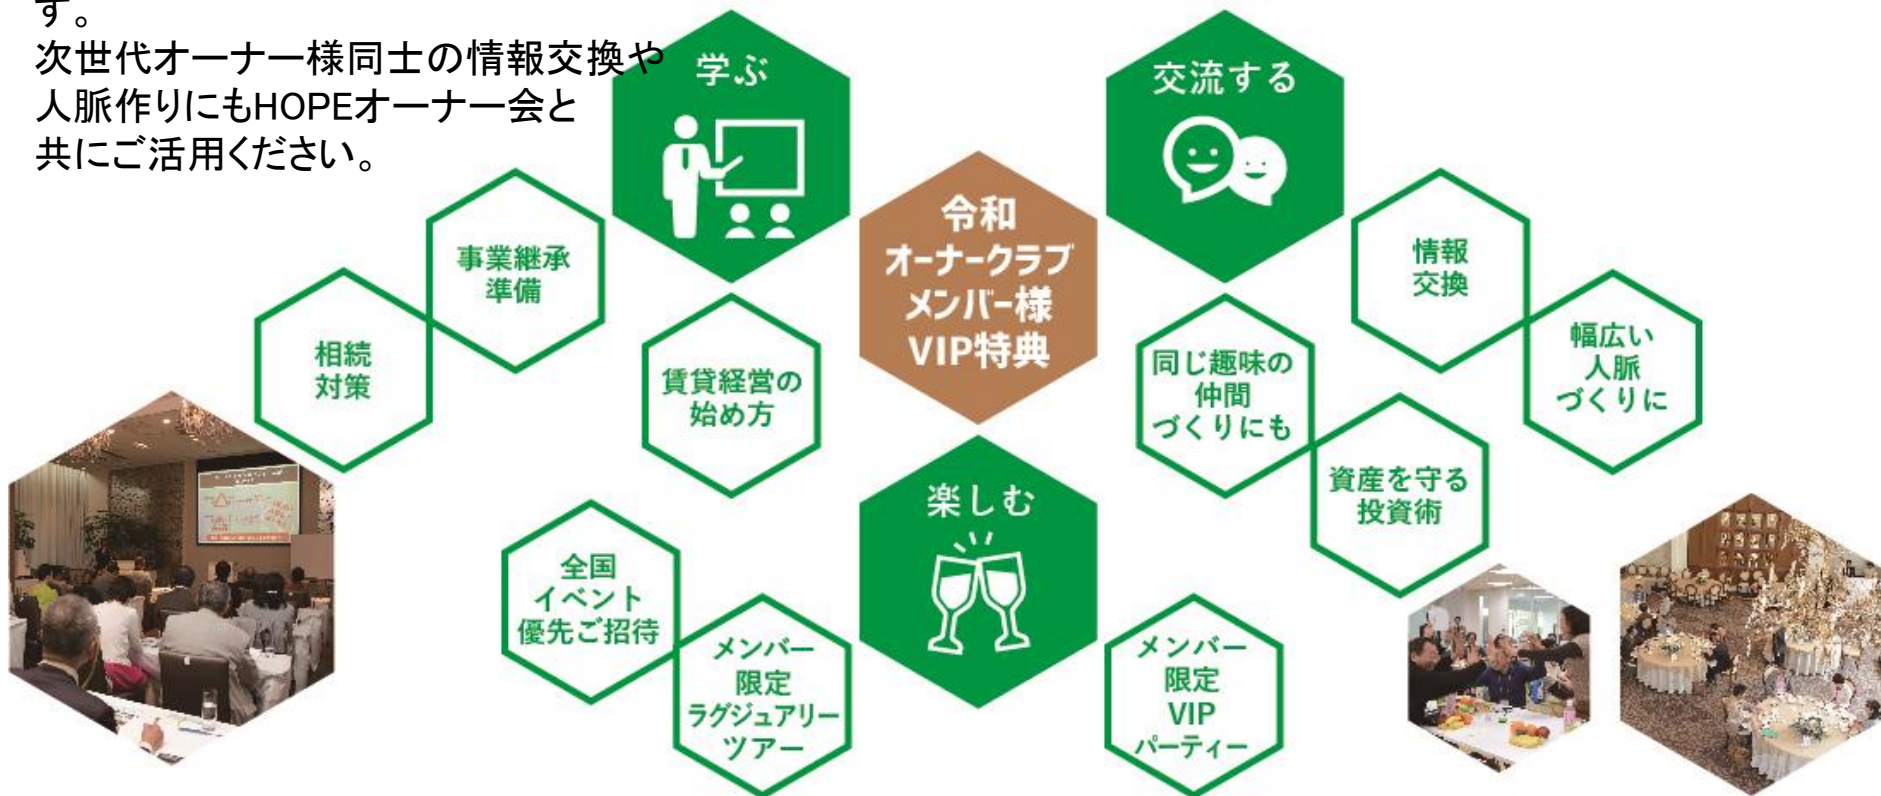 す。
次世代オーナー様同士の情報交換や
人脈作りにもHOPEオーナー会と
共にご活用ください。
学ぶ
交流する
令和
オーナークラブ
メンバー様
VIP特典
事業継承
準備
相続
対策
賃貸経営の
始め方
情報
交換
幅広い
人脈
づくりに
同じ趣味の
仲間
づくりにも
資産を守る
投資術
楽しむ
全国
イベント
優先ご招待
メンバー
限定
ラグジュアリー
ツアー
メンバー
限定
VIP
パーティー